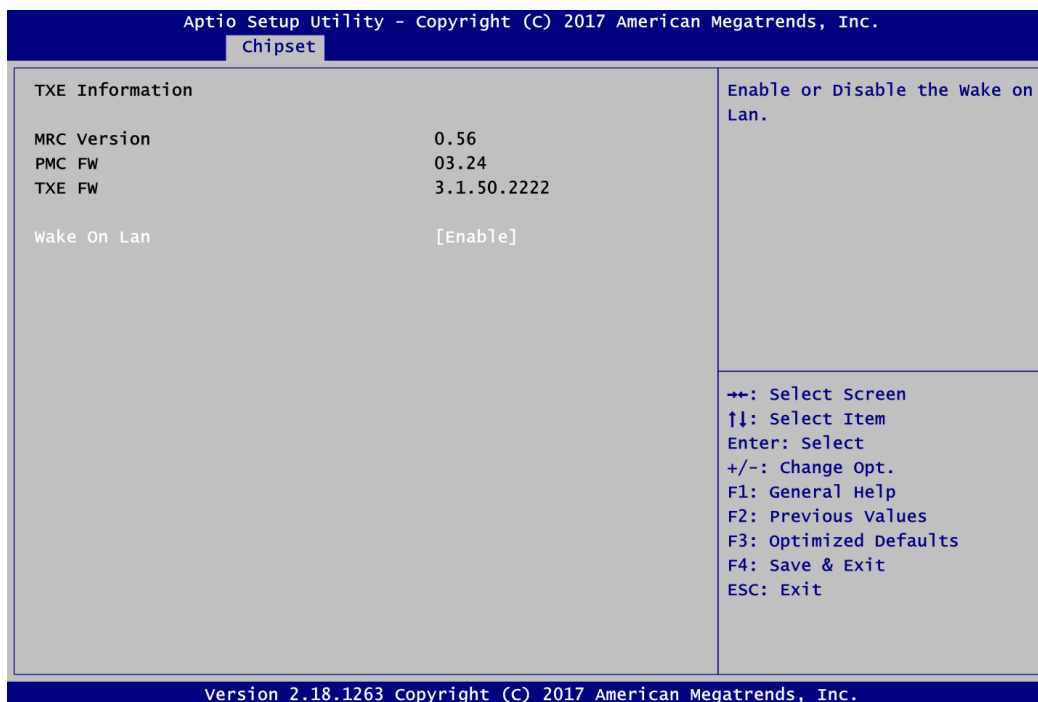 Aptio Setup Utility - Copyright (C) 2017 American Megatrends, Inc.
Chipset
TXE Information
MRC Version 0.56
PMC FW 03.24
TXE FW 3.1.50.2222
Wake On Lan [Enable]
Enable or Disable the Wake on
Lan.
→←: Select Screen
↑↓: Select Item
Enter: Select
+/-: Change Opt.
F1: General Help
F2: Previous Values
F3: Optimized Defaults
F4: Save & Exit
ESC: Exit
Version 2.18.1263 Copyright (C) 2017 American Megatrends, Inc.